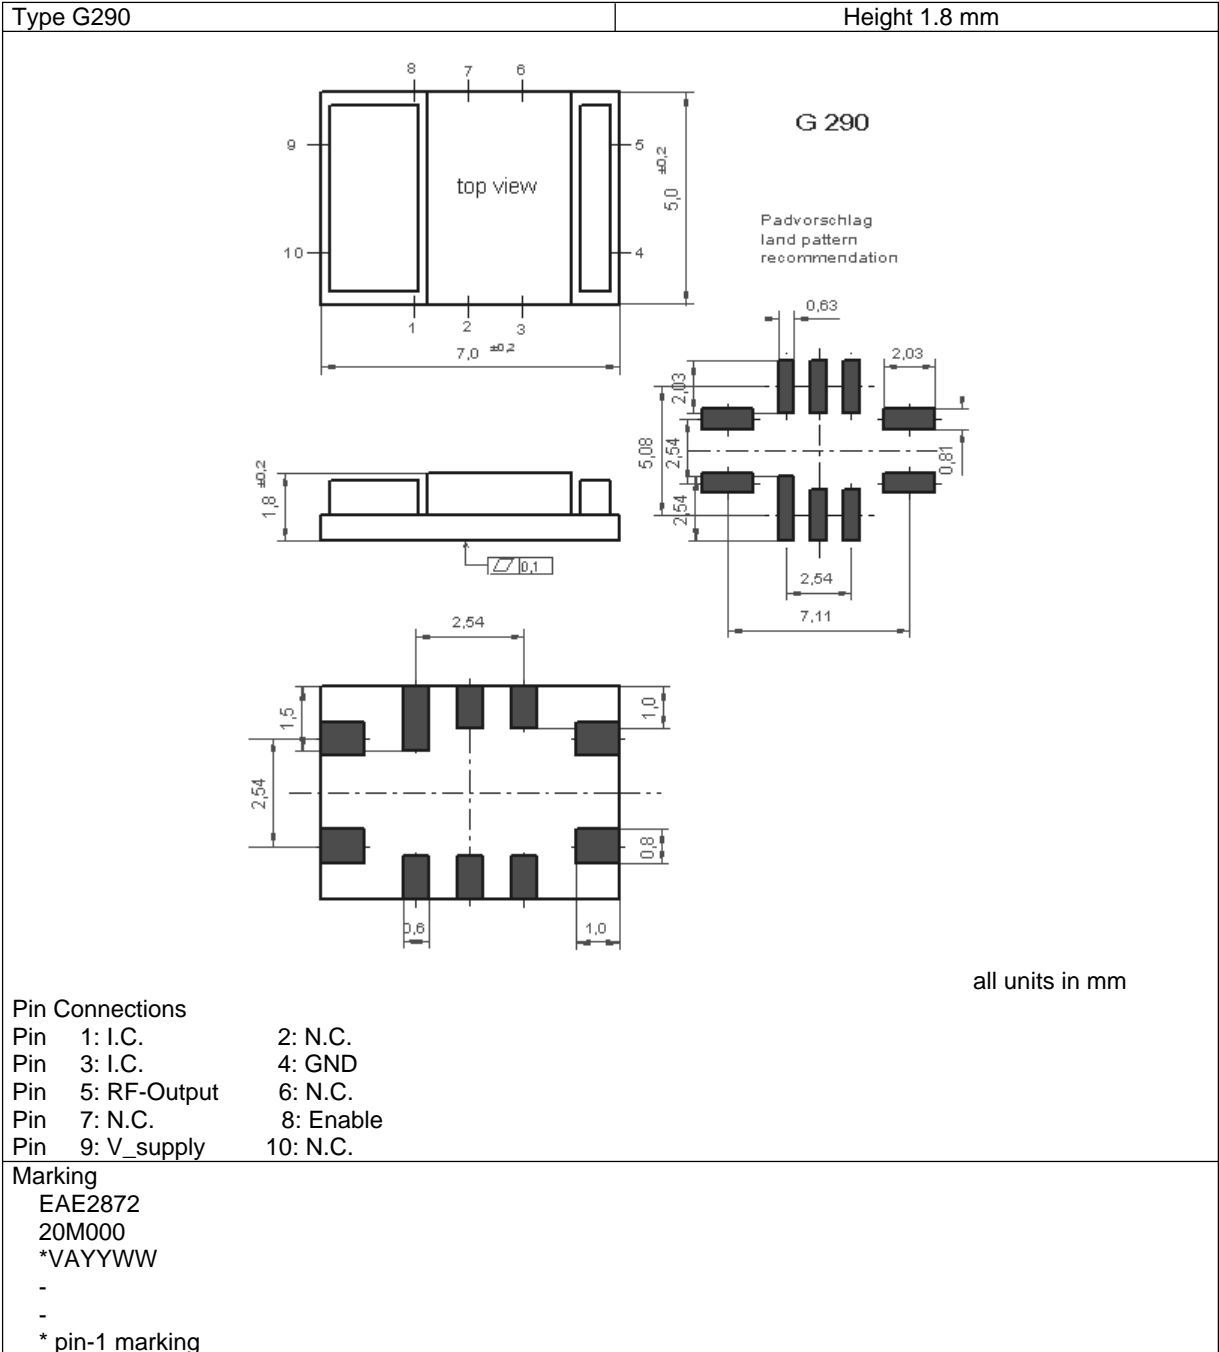 Type G290 Height 1.8 mm
8 7 6
G 290
9 5
±0,2
top view
5,0
Padvorschlag
land pattern
recommendation
10 4
0,63
1 2 3
7,0 ±0,2
2,03
2,03
5,08
2,54
0,81
±0,2
1,8
2,54
0,1
2,54
7,11
2,54
1,5
1,0
2,54
0,8
0,6
1,0
all units in mm
Pin Connections
Pin 1: I.C. 2: N.C.
Pin 3: I.C. 4: GND
Pin 5: RF-Output 6: N.C.
Pin 7: N.C. 8: Enable
Pin 9: V_supply 10: N.C.
Marking
EAE2872
20M000
*VAYYWW
-
-
* pin-1 marking